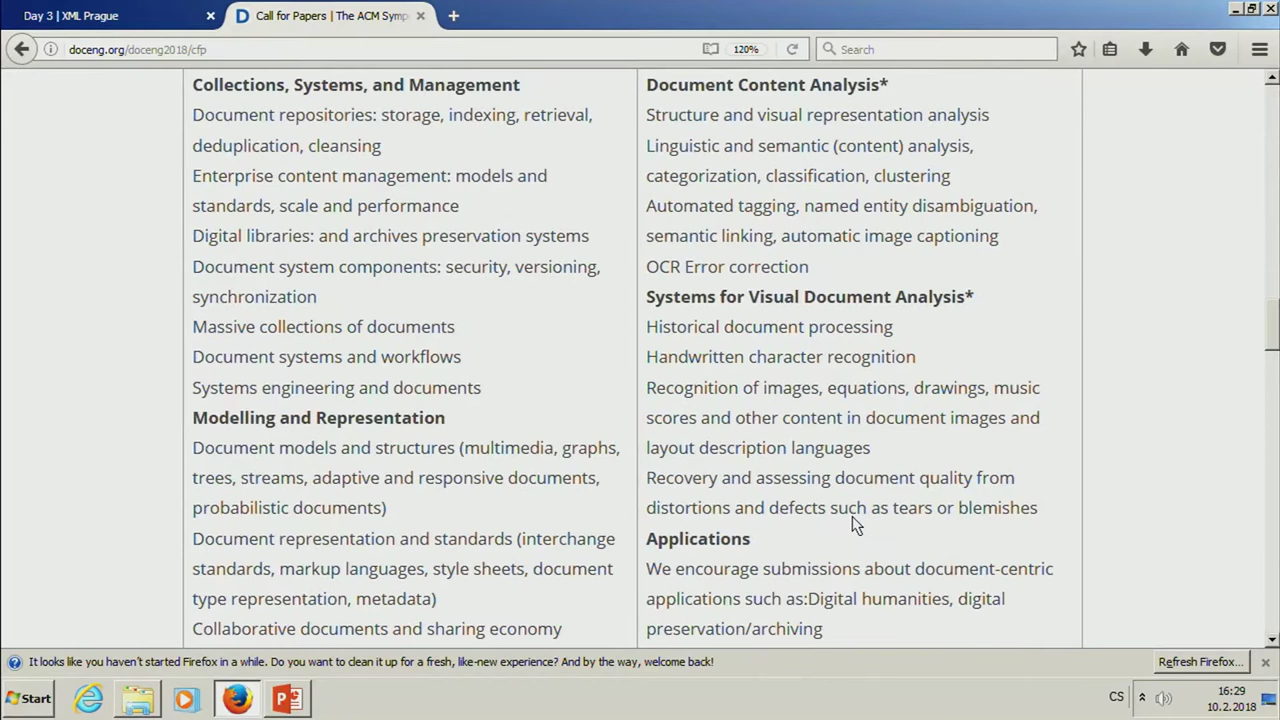 Day 3 | XML Prague
Call for Papers | The ACM Symp
doceng.org/doceng2018/cfp
120%
Search
Collections, Systems, and Management
Document repositories: storage, indexing, retrieval,
deduplication, cleansing
Enterprise content management: models and
standards, scale and performance
Digital libraries: and archives preservation systems
Document system components: security, versioning,
synchronization
Massive collections of documents
Document systems and workflows
Systems engineering and documents
Modelling and Representation
Document models and structures (multimedia, graphs,
trees, streams, adaptive and responsive documents,
probabilistic documents)
Document representation and standards (interchange
standards, markup languages, style sheets, document
type representation, metadata)
Collaborative documents and sharing economy
Document Content Analysis*
Structure and visual representation analysis
Linguistic and semantic (content) analysis,
categorization, classification, clustering
Automated tagging, named entity disambiguation,
semantic linking, automatic image captioning
OCR Error correction
Systems for Visual Document Analysis*
Historical document processing
Handwritten character recognition
Recognition of images, equations, drawings, music
scores and other content in document images and
layout description languages
Recovery and assessing document quality from
distortions and defects such as tears or blemishes
Applications
We encourage submissions about document-centric
applications such as:Digital humanities, digital
preservation/archiving
It looks like you haven't started Firefox in a while. Do you want to clean it up for a fresh, like-new experience? And by the way, welcome back!
Refresh Firefox...
Start
CS
16:29
10.2.2018